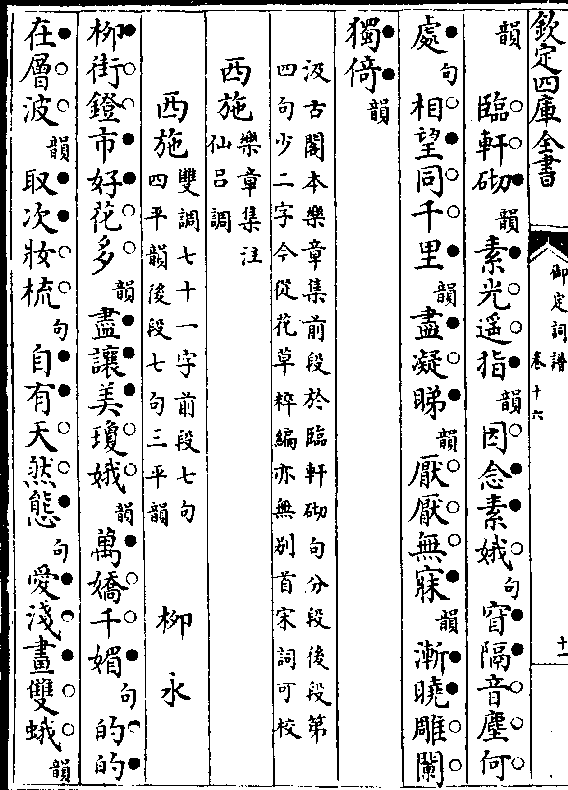 欽定四庫全書
御定詞譜
卷十六
十一
韻 臨軒砌韻素光遥指韻因念素娥句窅隔音塵何
處句相望同千里韻盡凝睇韻厭厭無寐韻漸曉雕闌
獨倚韻
汲古閣本樂章集前段於臨軒砌句分段後段第
四句少二字今從花草粹編亦無别首宋詞可校
西施樂章集注
仙吕調
西施雙調七十一字前段七句
四平韻後段七句三平韻 柳永
柳街鐙市好花多韻盡讓美瓊娥韻萬嬌千媚句的的
在層波韻取次妝梳句自有天然態句愛淺畫雙蛾韻